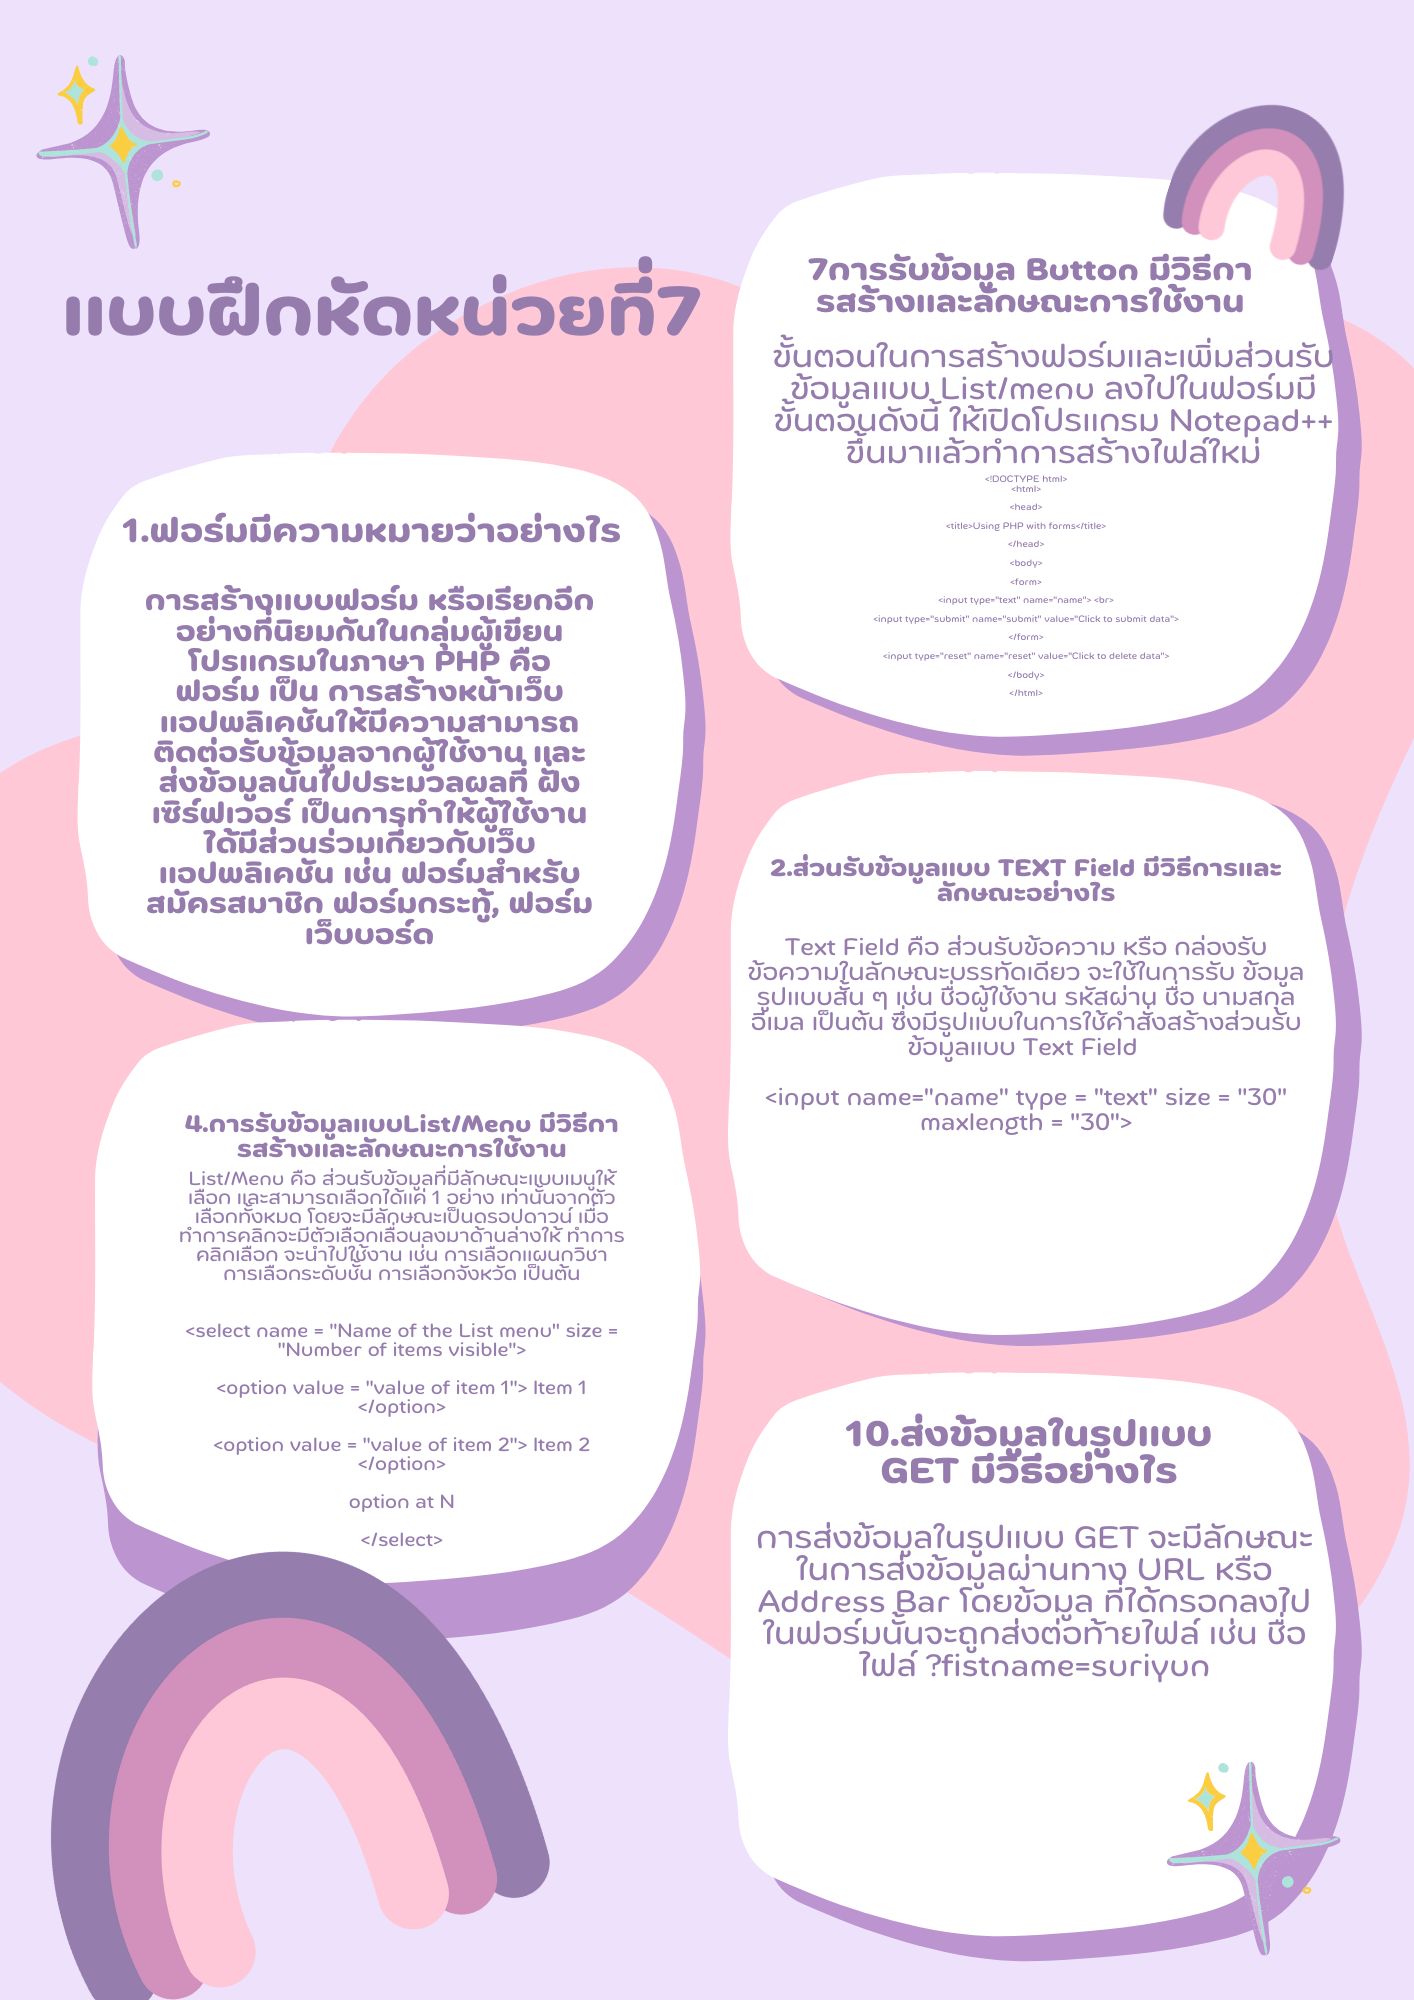 แบบฝึกหัดหน่วยที่7
1.ฟอร์มมีความหมายว่าอย่างไร
การสร้างแบบฟอร์ม หรือเรียกอีก
อย่างที่นิยมกันในกลุ่มผู้เขียน
โปรแกรมในภาษา PHP คือ
ฟอร์ม เป็น การสร้างหน้าเว็บ
แอปพลิเคชันให้มีความสามารถ
ติดต่อรับข้อมูลจากผู้ใช้งาน และ
ส่งข้อมูลนั้นไปประมวลผลที่ ฝั่ง
เซิร์ฟเวอร์ เป็นการทำให้ผู้ใช้งาน
ได้มีส่วนร่วมเกี่ยวกับเว็บ
แอปพลิเคชัน เช่น ฟอร์มสำหรับ
สมัครสมาชิก ฟอร์มกระทู้, ฟอร์ม
เว็บบอร์ด
4.การรับข้อมูลแบบList/Menu มีวิธีกา
รสร้างและลักษณะการใช้งาน
List/Menu คือ ส่วนรับข้อมูลที่มีลักษณะแบบเมนูให้
เลือก และสามารถเลือกได้แค่ 1 อย่าง เท่านั้นจากตัว
เลือกทั้งหมด โดยจะมีลักษณะเป็นดรอปดาวน์ เมื่อ
ทำการคลิกจะมีตัวเลือกเลื่อนลงมาด้านล่างให้ ทำการ
คลิกเลือก จะนำไปใช้งาน เช่น การเลือกแผนกวิชา
การเลือกระดับชั้น การเลือกจังหวัด เป็นต้น
<select name = "Name of the List menu" size =
"Number of items visible">
<option value = "value of item 1"> Item 1
</option>
<option value = "value of item 2"> Item 2
</option>
option at N
</select>
7การรับข้อมูล Button มีวิธีกา
รสร้างและลักษณะการใช้งาน
ขั้นตอนในการสร้างฟอร์มและเพิ่มส่วนรับ
ข้อมูลแบบ List/menu ลงไปในฟอร์มมี
ขั้นตอนดังนี้ ให้เปิดโปรแกรม Notepad++
ขึ้นมาแล้วทำการสร้างไฟล์ใหม่
<!DOCTYPE html>
<html>
<head>
<title>Using PHP with forms</title>
</head>
<body>
<form>
<input type="text" name="name"> <br>
<input type="submit" name="submit" value="Click to submit data">
</form>
<input type="reset" name="reset" value="Click to delete data">
</body>
</html>
2.ส่วนรับข้อมูลแบบ TEXT Field มีวิธีการและ
ลักษณะอย่างไร
Text Field คือ ส่วนรับข้อความ หรือ กล่องรับ
ข้อความในลักษณะบรรทัดเดียว จะใช้ในการรับ ข้อมูล
รูปแบบสั้น ๆ เช่น ชื่อผู้ใช้งาน รหัสผ่าน ชื่อ นามสกุล
อีเมล เป็นต้น ซึ่งมีรูปแบบในการใช้คำสั่งสร้างส่วนรับ
ข้อมูลแบบ Text Field
<input name="name" type = "text" size = "30"
maxlength = "30">
10.ส่งข้อมูลในรูปแบบ
GET มีวิธีอย่างไร
การส่งข้อมูลในรูปแบบ GET จะมีลักษณะ
ในการส่งข้อมูลผ่านทาง URL หรือ
Address Bar โดยข้อมูล ที่ได้กรอกลงไป
ในฟอร์มนั้นจะถูกส่งต่อท้ายไฟล์ เช่น ชื่อ
ไฟล์ ?fistname=suriyun